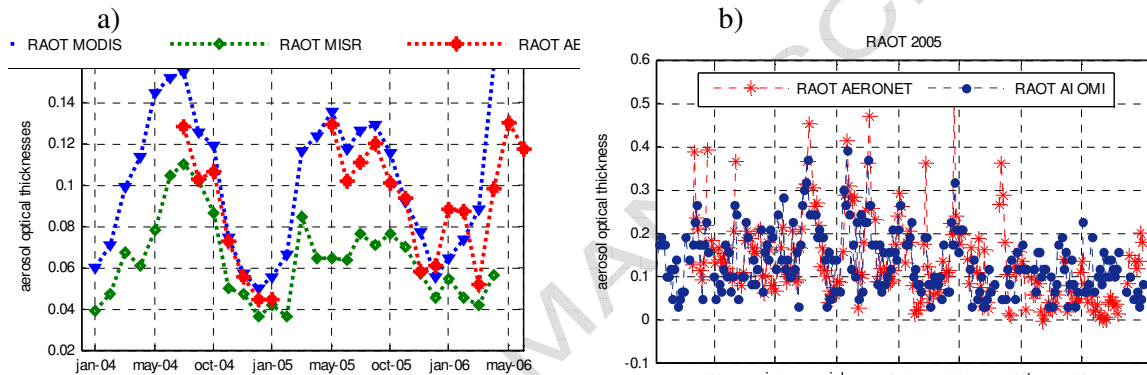 a)
RAOT MODIS RAOT MISR RAOT AE
aerosol optical thicknesses
0.14
0.12
0.1
0.08
0.06
0.04
0.02
jan-04 may-04 oct-04 jan-05 may-05 oct-05 jan-06 may-06
b)
RAOT 2005
RAOT AERONET RAOT AI OMI
aerosol optical thickness
0.6
0.5
0.4
0.3
0.2
0.1
0
-0.1